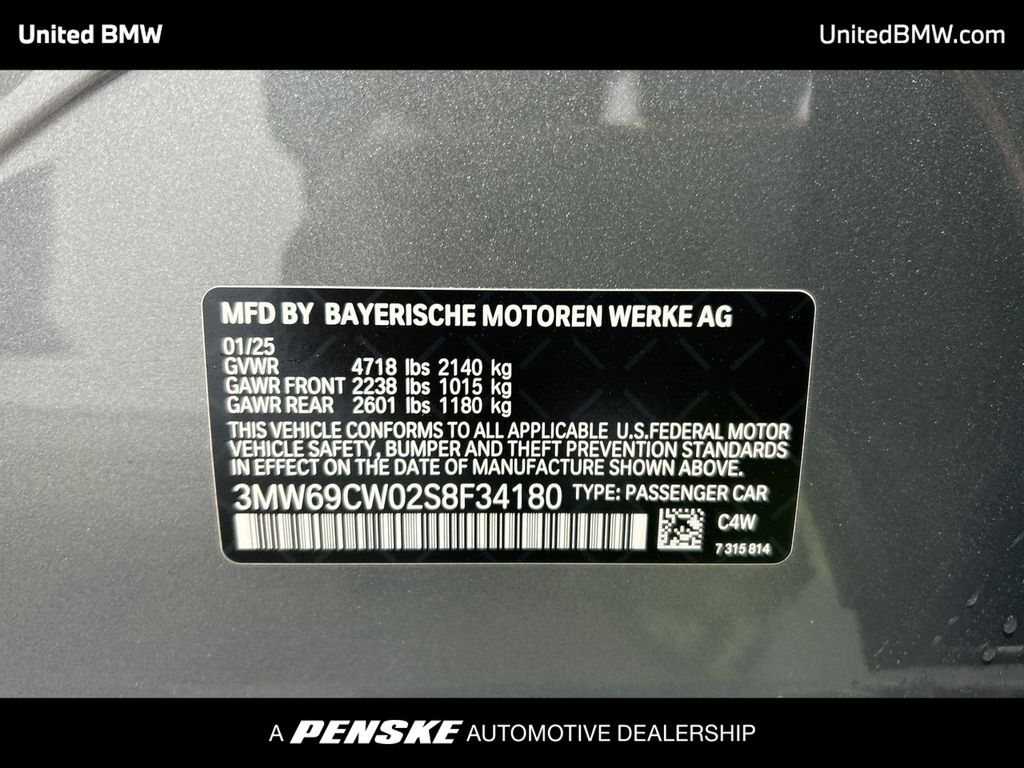 United BMW
UnitedBMW.com
MFD BY BAYERISCHE MOTOREN WERKE AG
01/25
GVWR 4718 lbs 2140 kg
GAWR FRONT 2238 lbs 1015 kg
GAWR REAR 2601 lbs 1180 kg
THIS VEHICLE CONFORMS TO ALL APPLICABLE U.S.FEDERAL MOTOR
VEHICLE SAFETY, BUMPER AND THEFT PREVENTION STANDARDS
IN EFFECT ON THE DATE OF MANUFACTURE SHOWN ABOVE.
3MW69CW02S8F34180 TYPE: PASSENGER CAR
C4W
7 315 814
A PENSKE AUTOMOTIVE DEALERSHIP